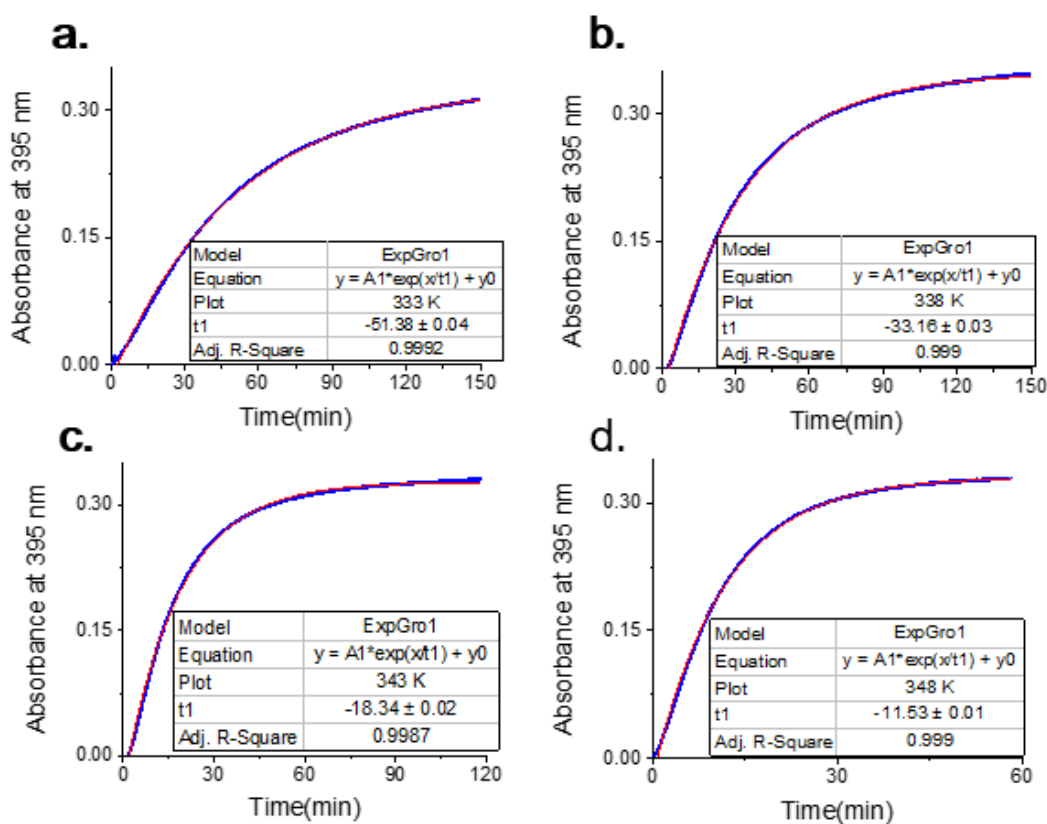 a.
Absorbance at 395 nm
0.30
0.15
0.00
Model ExpGro1
Equation y = A1*exp(x/t1) + y0
Plot 333 K
t1 -51.38 ± 0.04
Adj. R-Square 0.9992
0 30 60 90 120 150
Time(min)
b.
Absorbance at 395 nm
0.30
0.15
0.00
Model ExpGro1
Equation y = A1*exp(x/t1) + y0
Plot 338 K
t1 -33.16 ± 0.03
Adj. R-Square 0.999
0 30 60 90 120 150
Time(min)
c.
Absorbance at 395 nm
0.30
0.15
0.00
Model ExpGro1
Equation y = A1*exp(x/t1) + y0
Plot 343 K
t1 -18.34 ± 0.02
Adj. R-Square 0.9987
0 30 60 90 120
Time(min)
d.
Absorbance at 395 nm
0.30
0.15
0.00
Model ExpGro1
Equation y = A1*exp(x/t1) + y0
Plot 348 K
t1 -11.53 ± 0.01
Adj. R-Square 0.999
0 30 60
Time(min)